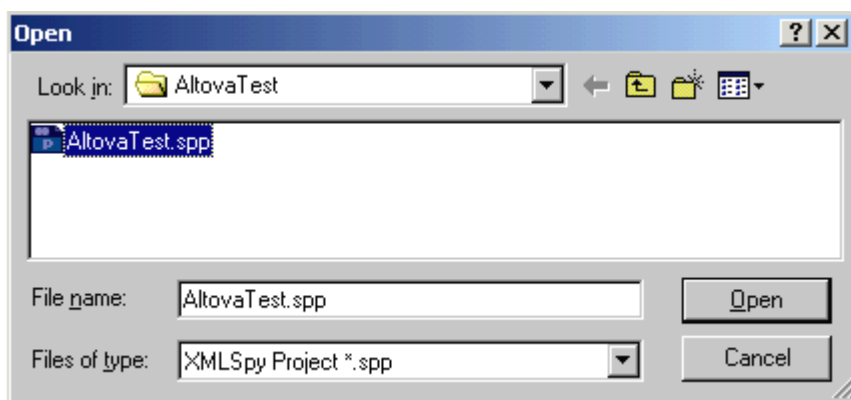 Open
Look in: AltovaTest
AltovaTest.spp
File name: AltovaTest.spp Open
Files of type: XMLSpy Project *.spp Cancel